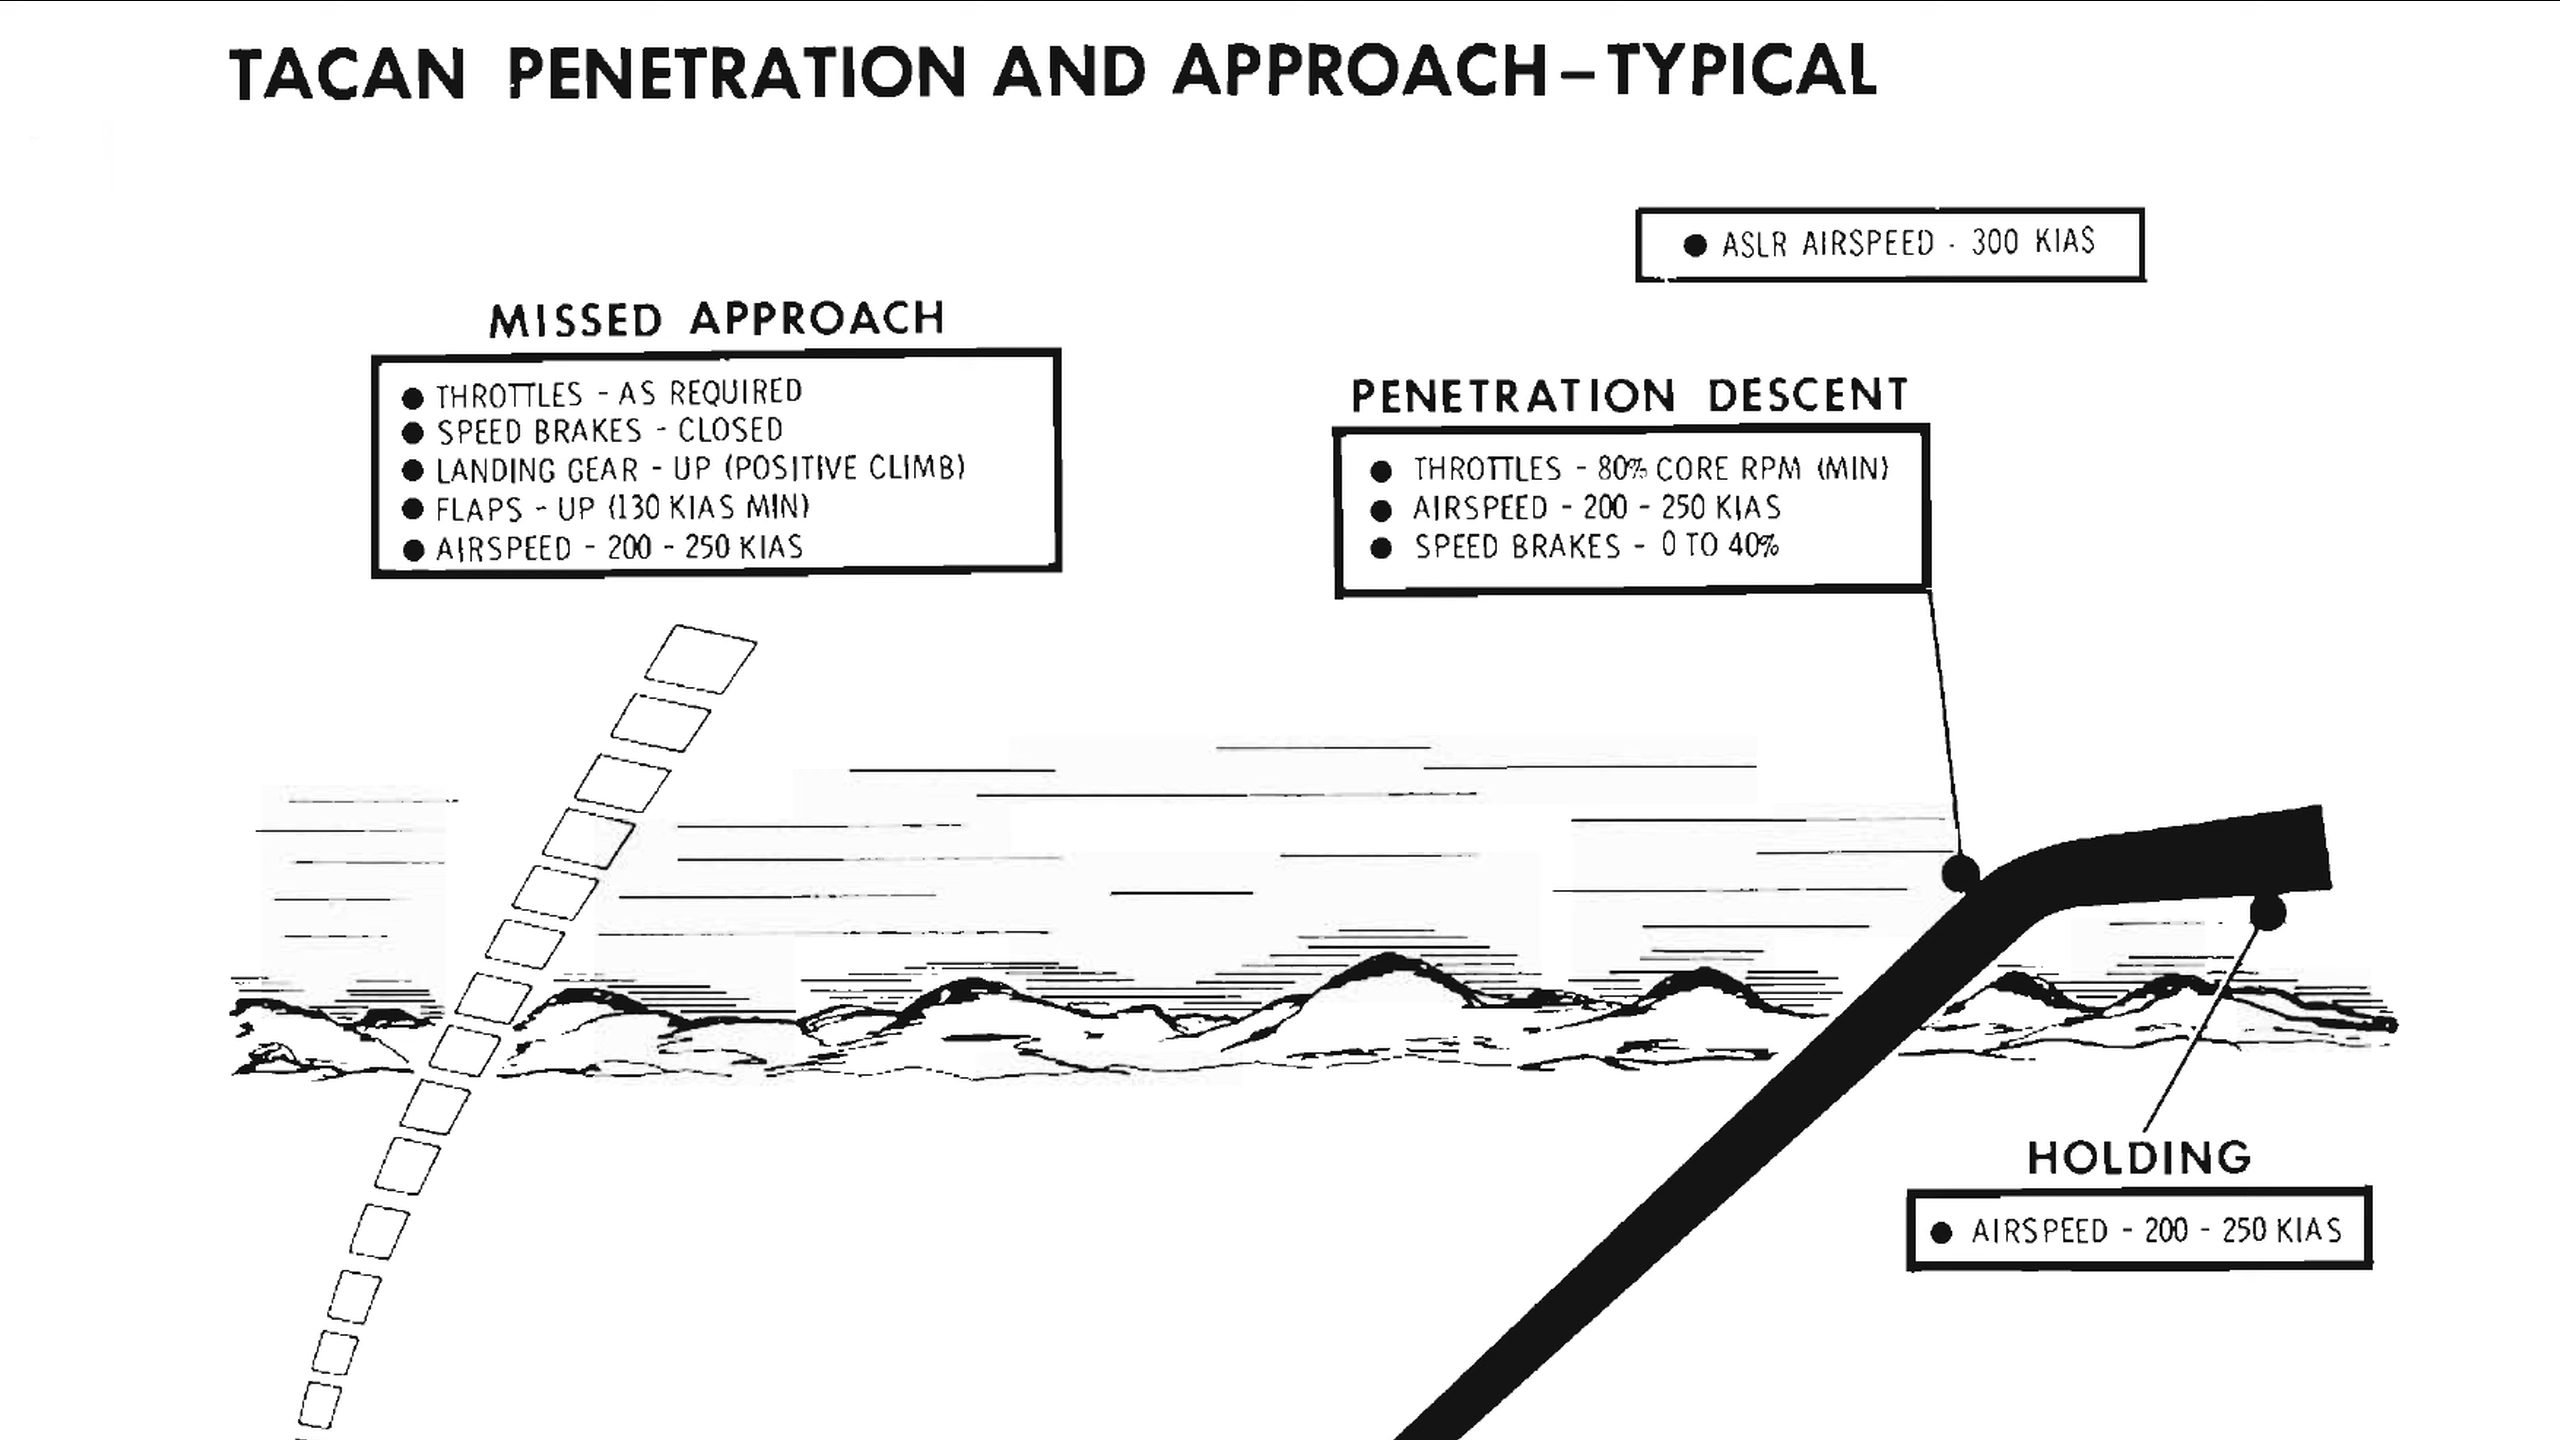 TACAN PENETRATION AND APPROACH–TYPICAL
● ASLR AIRSPEED - 300 KIAS
MISSED APPROACH
● THROTTLES - AS REQUIRED
● SPEED BRAKES - CLOSED
● LANDING GEAR - UP (POSITIVE CLIMB)
● FLAPS - UP (130 KIAS MIN)
● AIRSPEED - 200 - 250 KIAS
PENETRATION DESCENT
● THROTTLES - 80% CORE RPM (MIN)
● AIRSPEED - 200 - 250 KIAS
● SPEED BRAKES - 0 TO 40%
HOLDING
● AIRSPEED - 200 - 250 KIAS